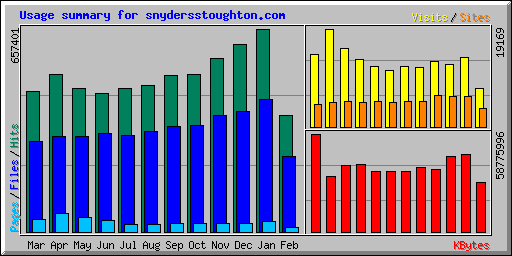 Usage summary for snydersstoughton.com
Visits / Sites
657401
19169
Pages / Files / Hits
58775996
Mar Apr May Jun Jul Aug Sep Oct Nov Dec Jan Feb
KBytes